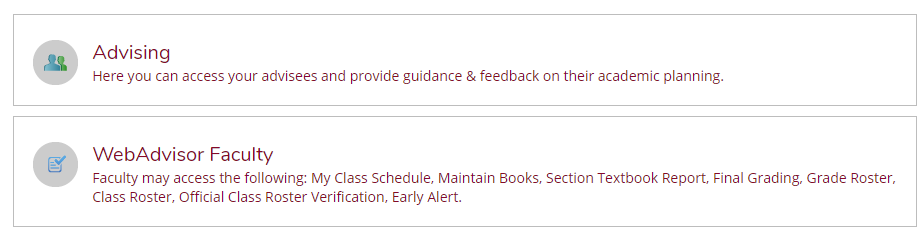 Advising
Here you can access your advisees and provide guidance & feedback on their academic planning.
WebAdvisor Faculty
Faculty may access the following: My Class Schedule, Maintain Books, Section Textbook Report, Final Grading, Grade Roster,
Class Roster, Official Class Roster Verification, Early Alert.